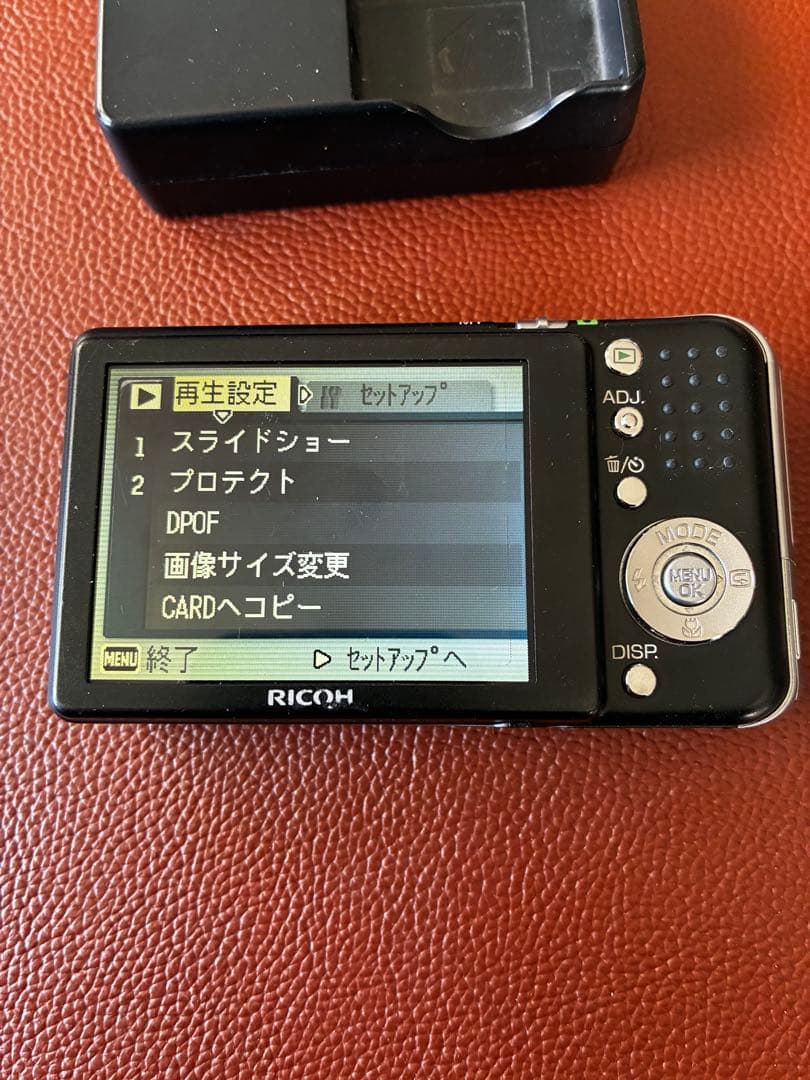 再生設定 セットアップ
1 スライドショー
2 プロテクト
DPOF
画像サイズ変更
CARDへコピー
MENU 終了 セットアップへ
RICOH
ADJ.
MODE
MENU
OK
DISP.